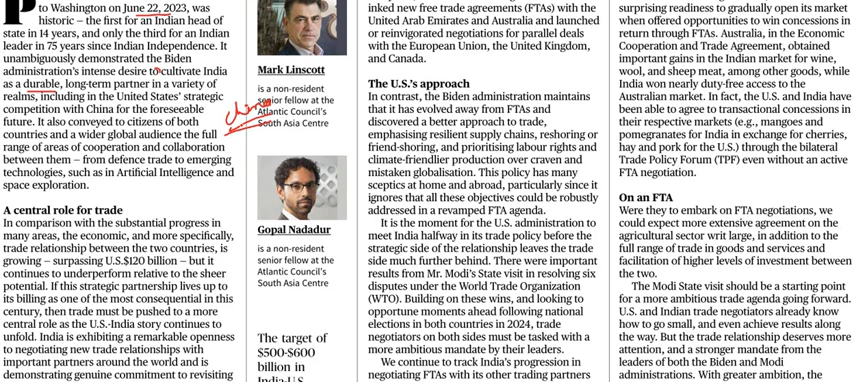 P
to Washington on June 22, 2023, was
historic – the first for an Indian head of
state in 14 years, and only the third for an Indian
leader in 75 years since Indian Independence. It
unambiguously demonstrated the Biden
administration's intense desire to cultivate India
as a durable, long-term partner in a variety of
realms, including in the United States' strategic
competition with China for the foreseeable
future. It also conveyed to citizens of both
countries and a wider global audience the full
range of areas of cooperation and collaboration
between them – from defence trade to emerging
technologies, such as in Artificial Intelligence and
space exploration.
A central role for trade
In comparison with the substantial progress in
many areas, the economic, and more specifically,
trade relationship between the two countries, is
growing – surpassing U.S.$120 billion – but it
continues to underperform relative to the sheer
potential. If this strategic partnership lives up to
its billing as one of the most consequential in this
century, then trade must be pushed to a more
central role as the U.S.-India story continues to
unfold. India is exhibiting a remarkable openness
to negotiating new trade relationships with
important partners around the world and is
demonstrating genuine commitment to revisiting
Mark Linscott
is a non-resident
senior fellow at the
Atlantic Council's
South Asia Centre
China
Gopal Nadadur
is a non-resident
senior fellow at the
Atlantic Council's
South Asia Centre
The target of
$500-$600
billion in
India-U.S.
inked new free trade agreements (FTAs) with the
United Arab Emirates and Australia and launched
or reinvigorated negotiations for parallel deals
with the European Union, the United Kingdom,
and Canada.
The U.S.'s approach
In contrast, the Biden administration maintains
that it has evolved away from FTAs and
discovered a better approach to trade,
emphasising resilient supply chains, reshoring or
friend-shoring, and prioritising labour rights and
climate-friendlier production over craven and
mistaken globalisation. This policy has many
sceptics at home and abroad, particularly since it
ignores that all these objectives could be robustly
addressed in a revamped FTA agenda.
It is the moment for the U.S. administration to
meet India halfway in its trade policy before the
strategic side of the relationship leaves the trade
side much further behind. There were important
results from Mr. Modi's State visit in resolving six
disputes under the World Trade Organization
(WTO). Building on these wins, and looking to
opportune moments ahead following national
elections in both countries in 2024, trade
negotiators on both sides must be tasked with a
more ambitious mandate by their leaders.
We continue to track India's progression in
negotiating FTAs with its other trading partners
surprising readiness to gradually open its market
when offered opportunities to win concessions in
return through FTAs. Australia, in the Economic
Cooperation and Trade Agreement, obtained
important gains in the Indian market for wine,
wool, and sheep meat, among other goods, while
India won nearly duty-free access to the
Australian market. In fact, the U.S. and India have
been able to agree to transactional concessions in
their respective markets (e.g., mangoes and
pomegranates for India in exchange for cherries,
hay and pork for the U.S.) through the bilateral
Trade Policy Forum (TPF) even without an active
FTA negotiation.
On an FTA
Were they to embark on FTA negotiations, we
could expect more extensive agreement on the
agricultural sector writ large, in addition to the
full range of trade in goods and services and
facilitation of higher levels of investment between
the two.
The Modi State visit should be a starting point
for a more ambitious trade agenda going forward.
U.S. and Indian trade negotiators already know
how to go small, and even achieve results along
the way. But the trade relationship deserves more
attention, and a stronger mandate from the
leaders of both the Biden and Modi
administrations. With greater ambition, the